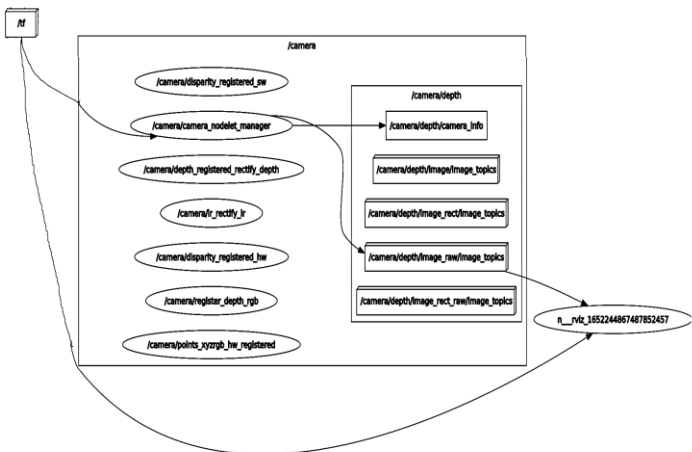 /tf
/camera
/camera/disparity_registered_sw
/camera/camera_nodelet_manager
/camera/depth_registered_rectify_depth
/camera/ir_rectify_ir
/camera/disparity_registered_hw
/camera/register_depth_rgb
/camera/points_xyzrgb_hw_registered
/camera/depth
/camera/depth/camera_info
/camera/depth/image/image_topics
/camera/depth/image_rect/image_topics
/camera/depth/image_raw/image_topics
/camera/depth/image_rect_raw/image_topics
n__rviz_1652244867487852457